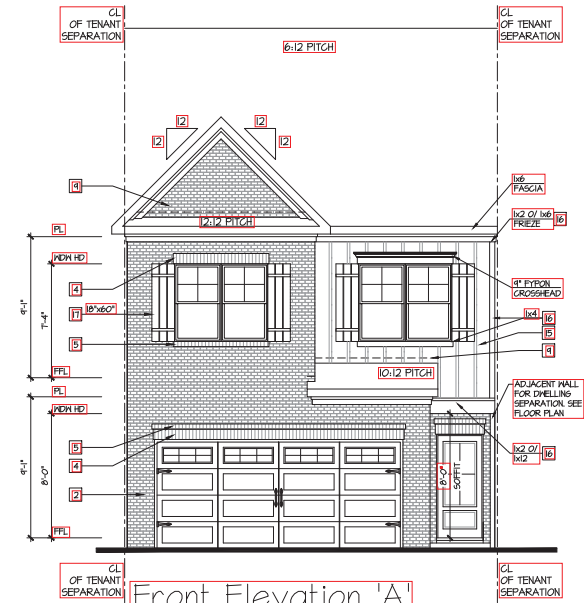 CL
OF TENANT
SEPARATION
CL
OF TENANT
SEPARATION
6:12 PITCH
12
12
12
12
9
1x6
FASCIA
12:12 PITCH
1x2 O/ 1x6
FRIEZE
16
PL
WDW HD
4
9" FYPON
CROSSHEAD
17
18"x60"
1x4
16
15
9'-1"
7'-4"
5
9
FFL
10:12 PITCH
PL
ADJACENT WALL
FOR DWELLING
SEPARATION. SEE
FLOOR PLAN
WDW HD
5
4
1x2 O/
1x12
16
9'-1"
8'-0"
8'-0"
SOFFIT
2
FFL
CL
OF TENANT
SEPARATION
CL
OF TENANT
SEPARATION
Front Elevation 'A'